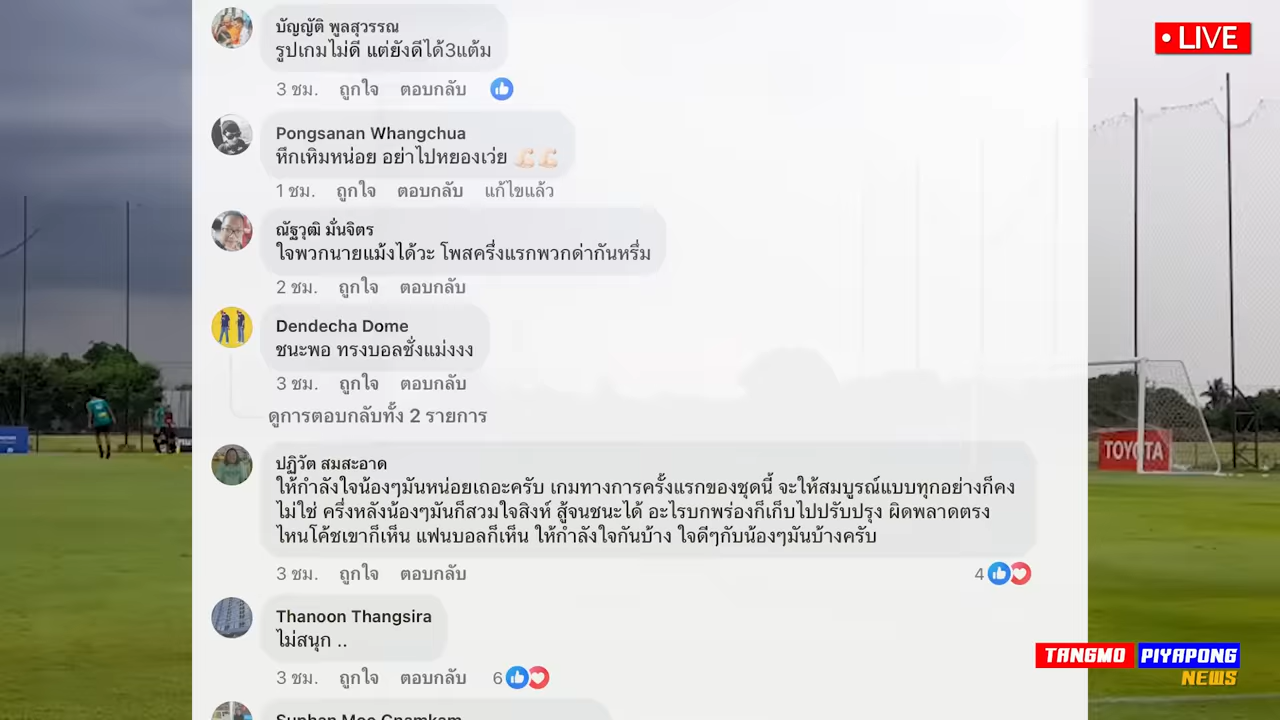 • LIVE
บัญญัติ พูลสุวรรณ
รูปเกมไม่ดี แต่ยังดีได้3แต้ม
3 ชม. ถูกใจ ตอบกลับ
Pongsanan Whangchua
หึกเหิมหน่อย อย่าไปหยองเว่ย 💪🏻💪🏻
1 ชม. ถูกใจ ตอบกลับ แก้ไขแล้ว
ณัฐวุฒิ มั่นจิตร
ใจพวกนายแม้งได้วะ โพสครึ่งแรกพวกด่ากันหรึ่ม
2 ชม. ถูกใจ ตอบกลับ
Dendecha Dome
ชนะพอ ทรงบอลชั่งแม่งงง
3 ชม. ถูกใจ ตอบกลับ
ดูการตอบกลับทั้ง 2 รายการ
ปฏิวัต สมสะอาด
ให้กำลังใจน้องๆมันหน่อยเถอะครับ เกมทางการครั้งแรกของชุดนี้ จะให้สมบูรณ์แบบทุกอย่างก็คง
ไม่ใช่ ครึ่งหลังน้องๆมันก็สวมใจสิงห์ สู้จนชนะได้ อะไรบกพร่องก็เก็บไปปรับปรุง ผิดพลาดตรง
ไหนโค้ชเขาก็เห็น แฟนบอลก็เห็น ให้กำลังใจกันบ้าง ใจดีๆกับน้องๆมันบ้างครับ
3 ชม. ถูกใจ ตอบกลับ 4
Thanoon Thangsira
ไม่สนุก ..
3 ชม. ถูกใจ ตอบกลับ 6
TOYOTA
TANGMO PIYAPONG
NEWS